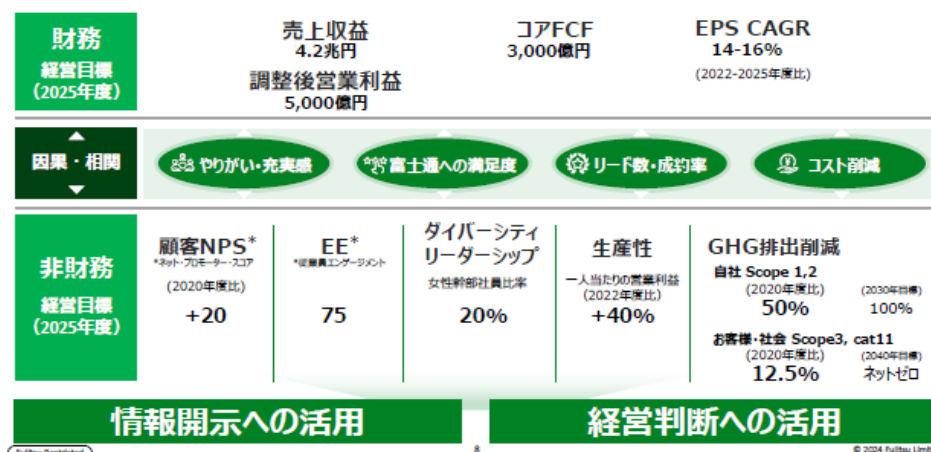 財務
経営目標
(2025年度)
売上収益
4.2兆円
コアFCF
3,000億円
EPS CAGR
14-16%
(2022-2025年度比)
調整後営業利益
5,000億円
因果・相関
やりがい・充実感
富士通への満足度
リード数・成約率
コスト削減
非財務
経営目標
(2025年度)
顧客NPS*
*ネット・プロモーター・スコア
(2020年度比)
+20
EE*
*従業員エンゲージメント
75
ダイバーシティ
リーダーシップ
女性幹部社員比率
20%
生産性
一人当たりの営業利益
(2022年度比)
+40%
GHG排出削減
自社 Scope 1,2
(2020年度比)
(2030年目標)
50%
100%
お客様・社会 Scope3, cat11
(2020年度比)
(2040年目標)
12.5%
ネットゼロ
情報開示への活用
経営判断への活用
Fujitsu Restricted
8
© 2024 Fujitsu Limit